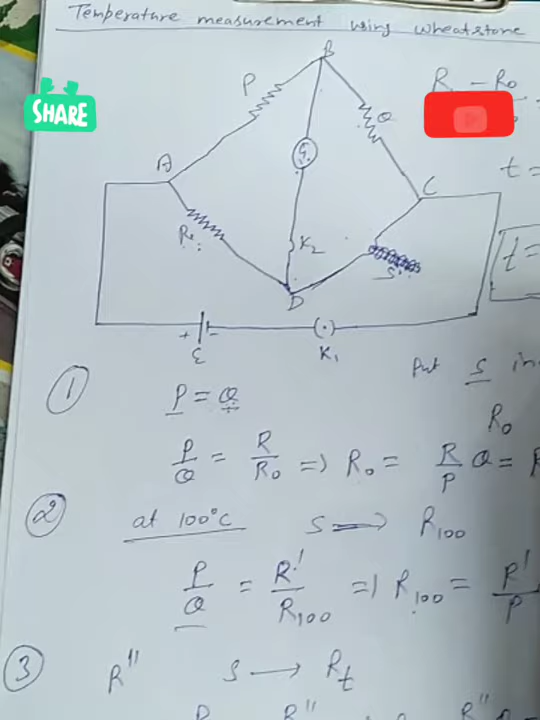 Temperature measurement using wheatstone
B
P
R - R0
SHARE
Q
G
A
C
t =
R
K2
S
t =
D
+ -
ε
K1
① P = Q
Put S in
R0
P/Q = R/R0 => R0 = R/P Q = R
② at 100°C S => R100
P/Q = R'/R100 => R100 = R'/P
③ R'' S → Rt
P R'' R''